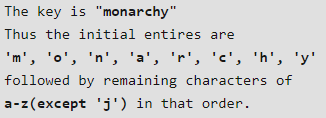 The key is "monarchy"
Thus the initial entires are
'm', 'o', 'n', 'a', 'r', 'c', 'h', 'y'
followed by remaining characters of
a-z(except 'j') in that order.